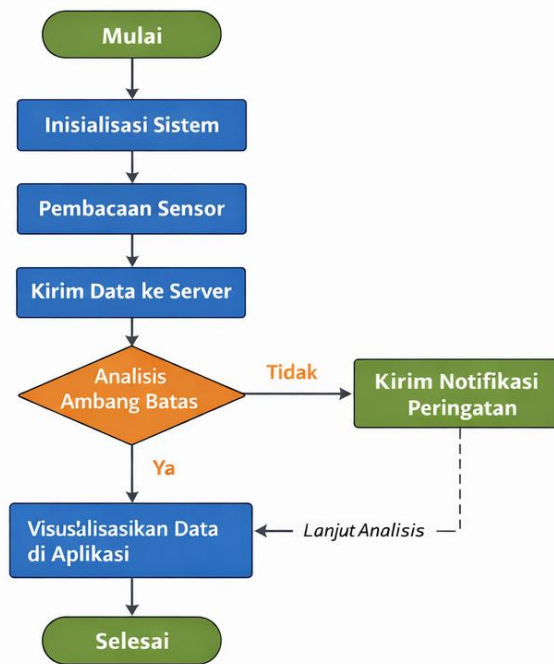 Mulai
Inisialisasi Sistem
Pembacaan Sensor
Kirim Data ke Server
Analisis
Ambang Batas
Tidak
Kirim Notifikasi
Peringatan
Ya
Visusalisasikan Data
di Aplikasi
Lanjut Analisis
Selesai